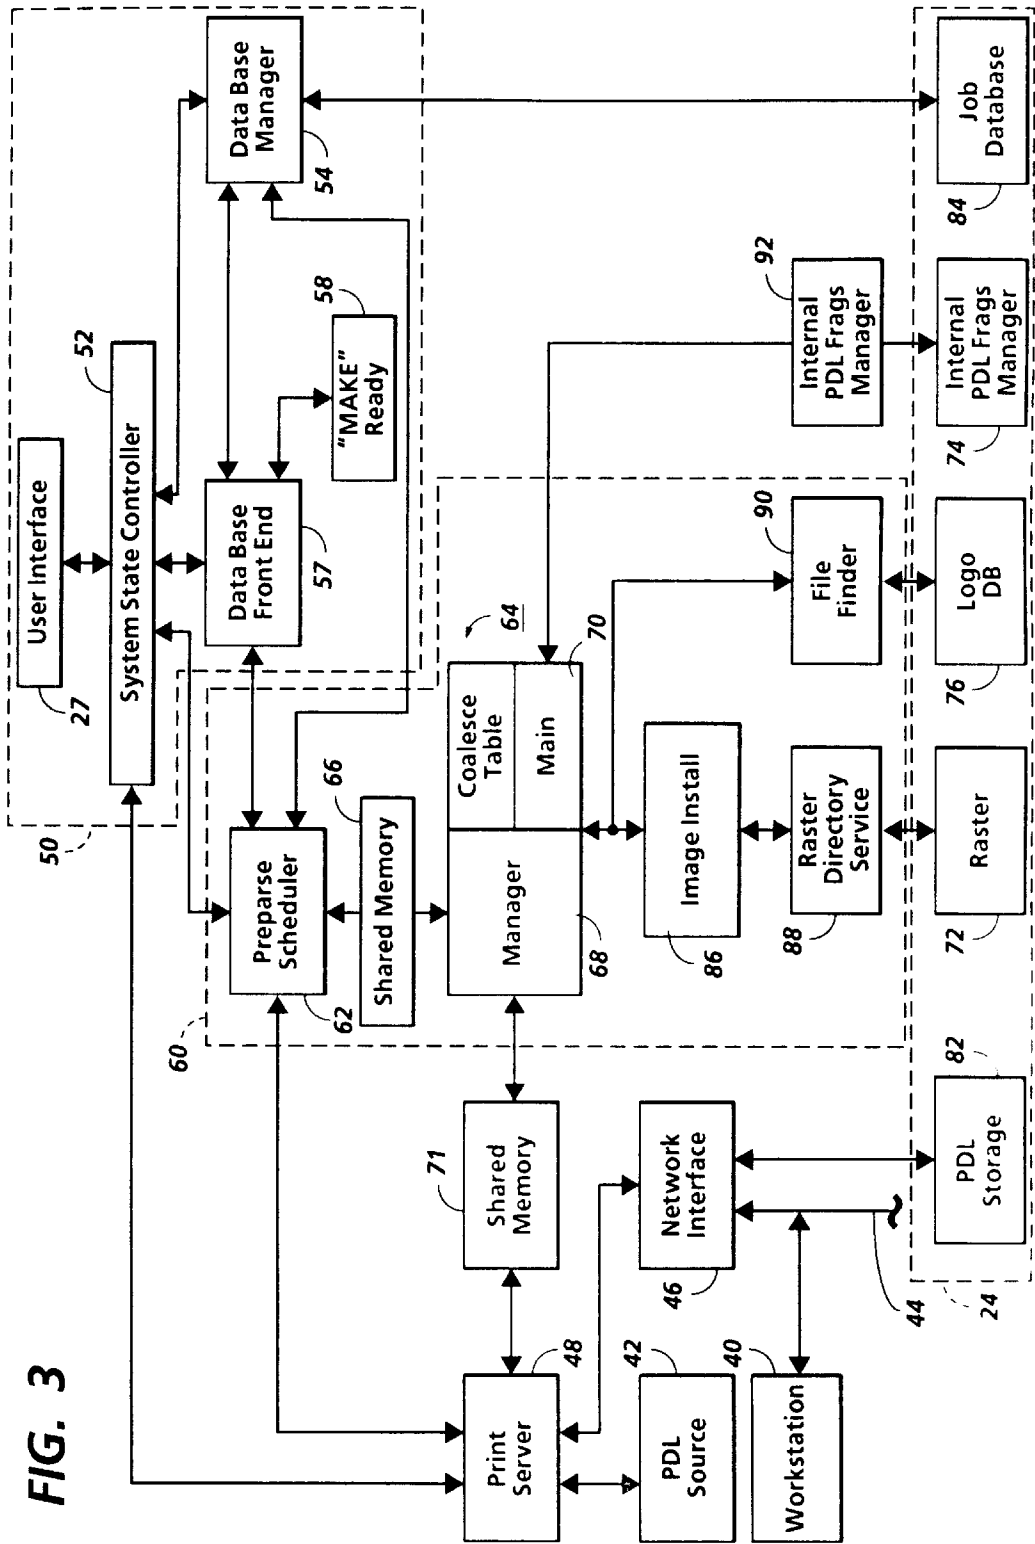 FIG. 3
User Interface
27
System State Controller
52
50
Data Base
Manager
54
Data Base
Front End
57
"MAKE"
Ready
58
60
Preparse
Scheduler
62
Shared Memory
66
Manager
68
Coalesce
Table
Main
64
70
Print
Server
48
Shared
Memory
71
PDL
Source
42
Network
Interface
46
Workstation
40
44
Image Install
86
Raster
Directory
Service
88
File
Finder
90
Internal
PDL Frags
Manager
92
24
PDL
Storage
82
Raster
72
Logo
DB
76
Internal
PDL Frags
Manager
74
Job
Database
84